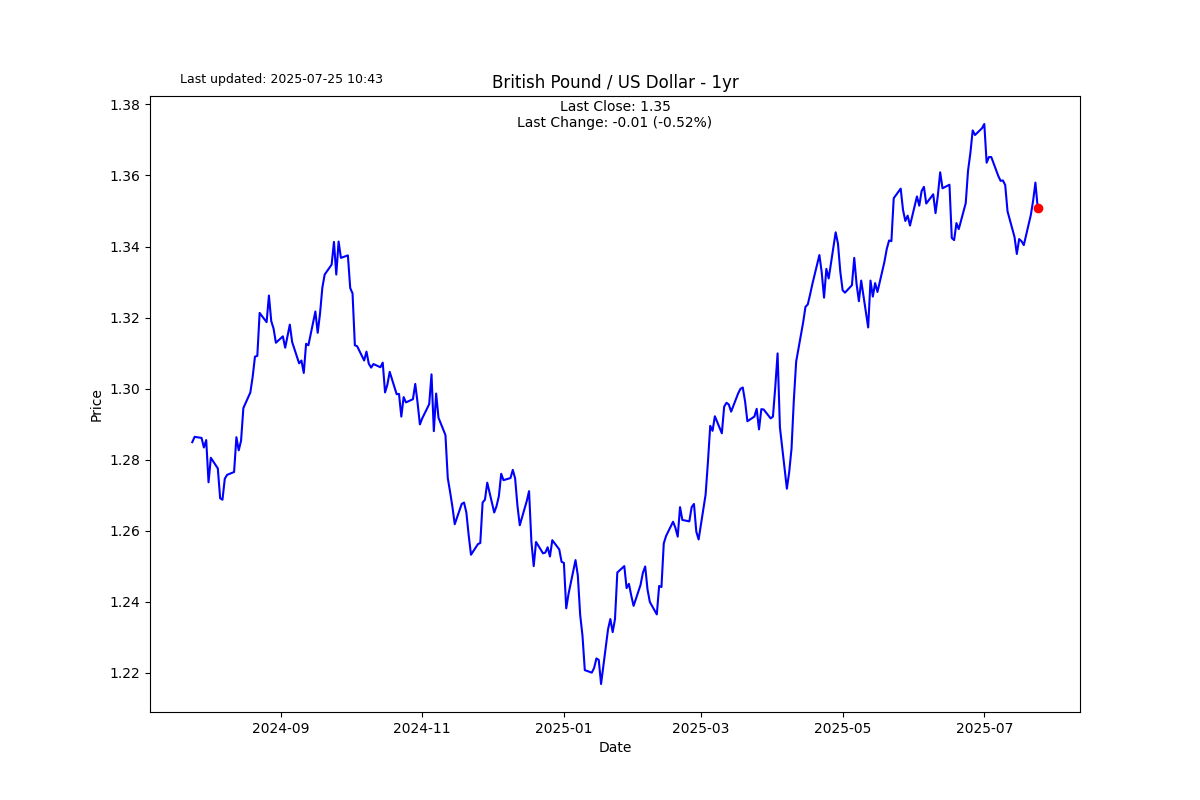 Last updated: 2025-07-25 10:43
British Pound / US Dollar - 1yr
Last Close: 1.35
Last Change: -0.01 (-0.52%)
1.38
1.36
1.34
1.32
1.30
1.28
1.26
1.24
1.22
Price
2024-09
2024-11
2025-01
2025-03
2025-05
2025-07
Date